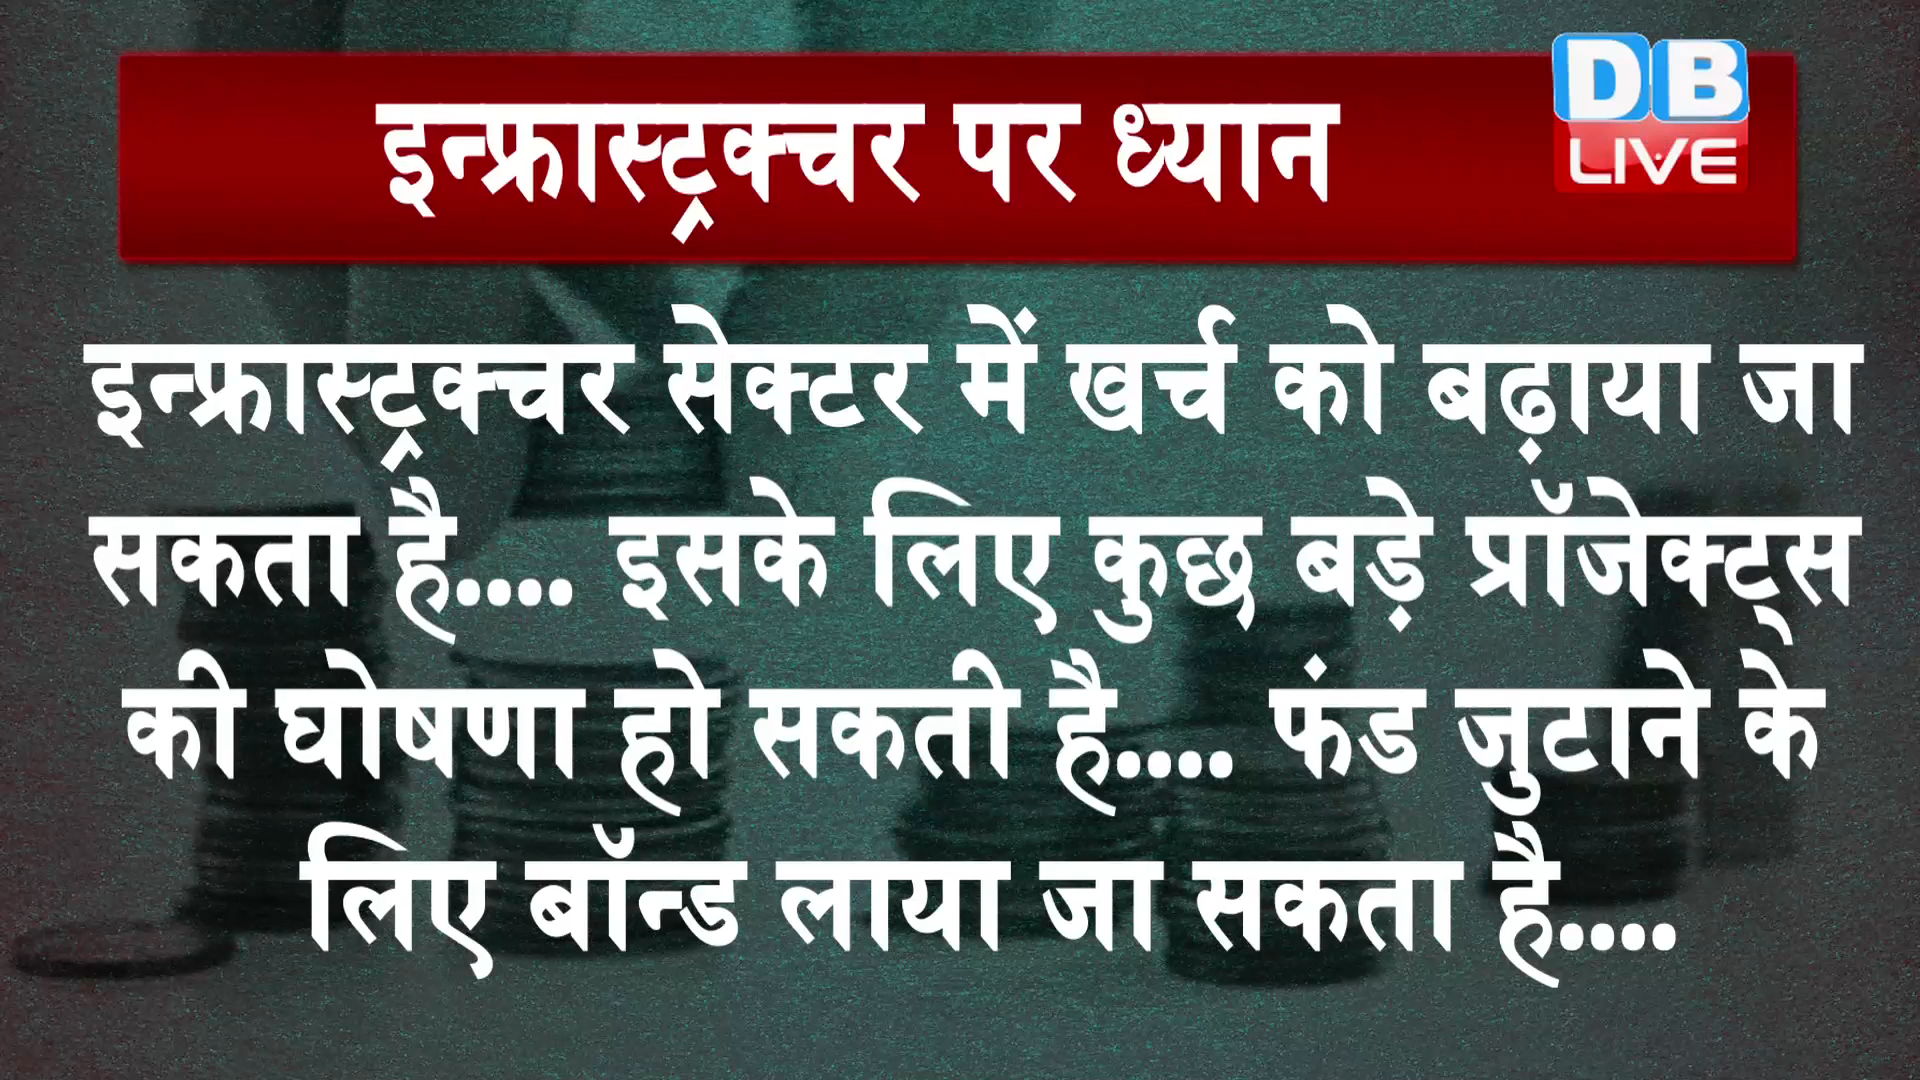 DB
LIVE
इन्फ्रास्ट्रक्चर पर ध्यान
इन्फ्रास्ट्रक्चर सेक्टर में खर्च को बढ़ाया जा
सकता है.... इसके लिए कुछ बड़े प्रॉजेक्ट्स
की घोषणा हो सकती है.... फंड जुटाने के
लिए बॉन्ड लाया जा सकता है....